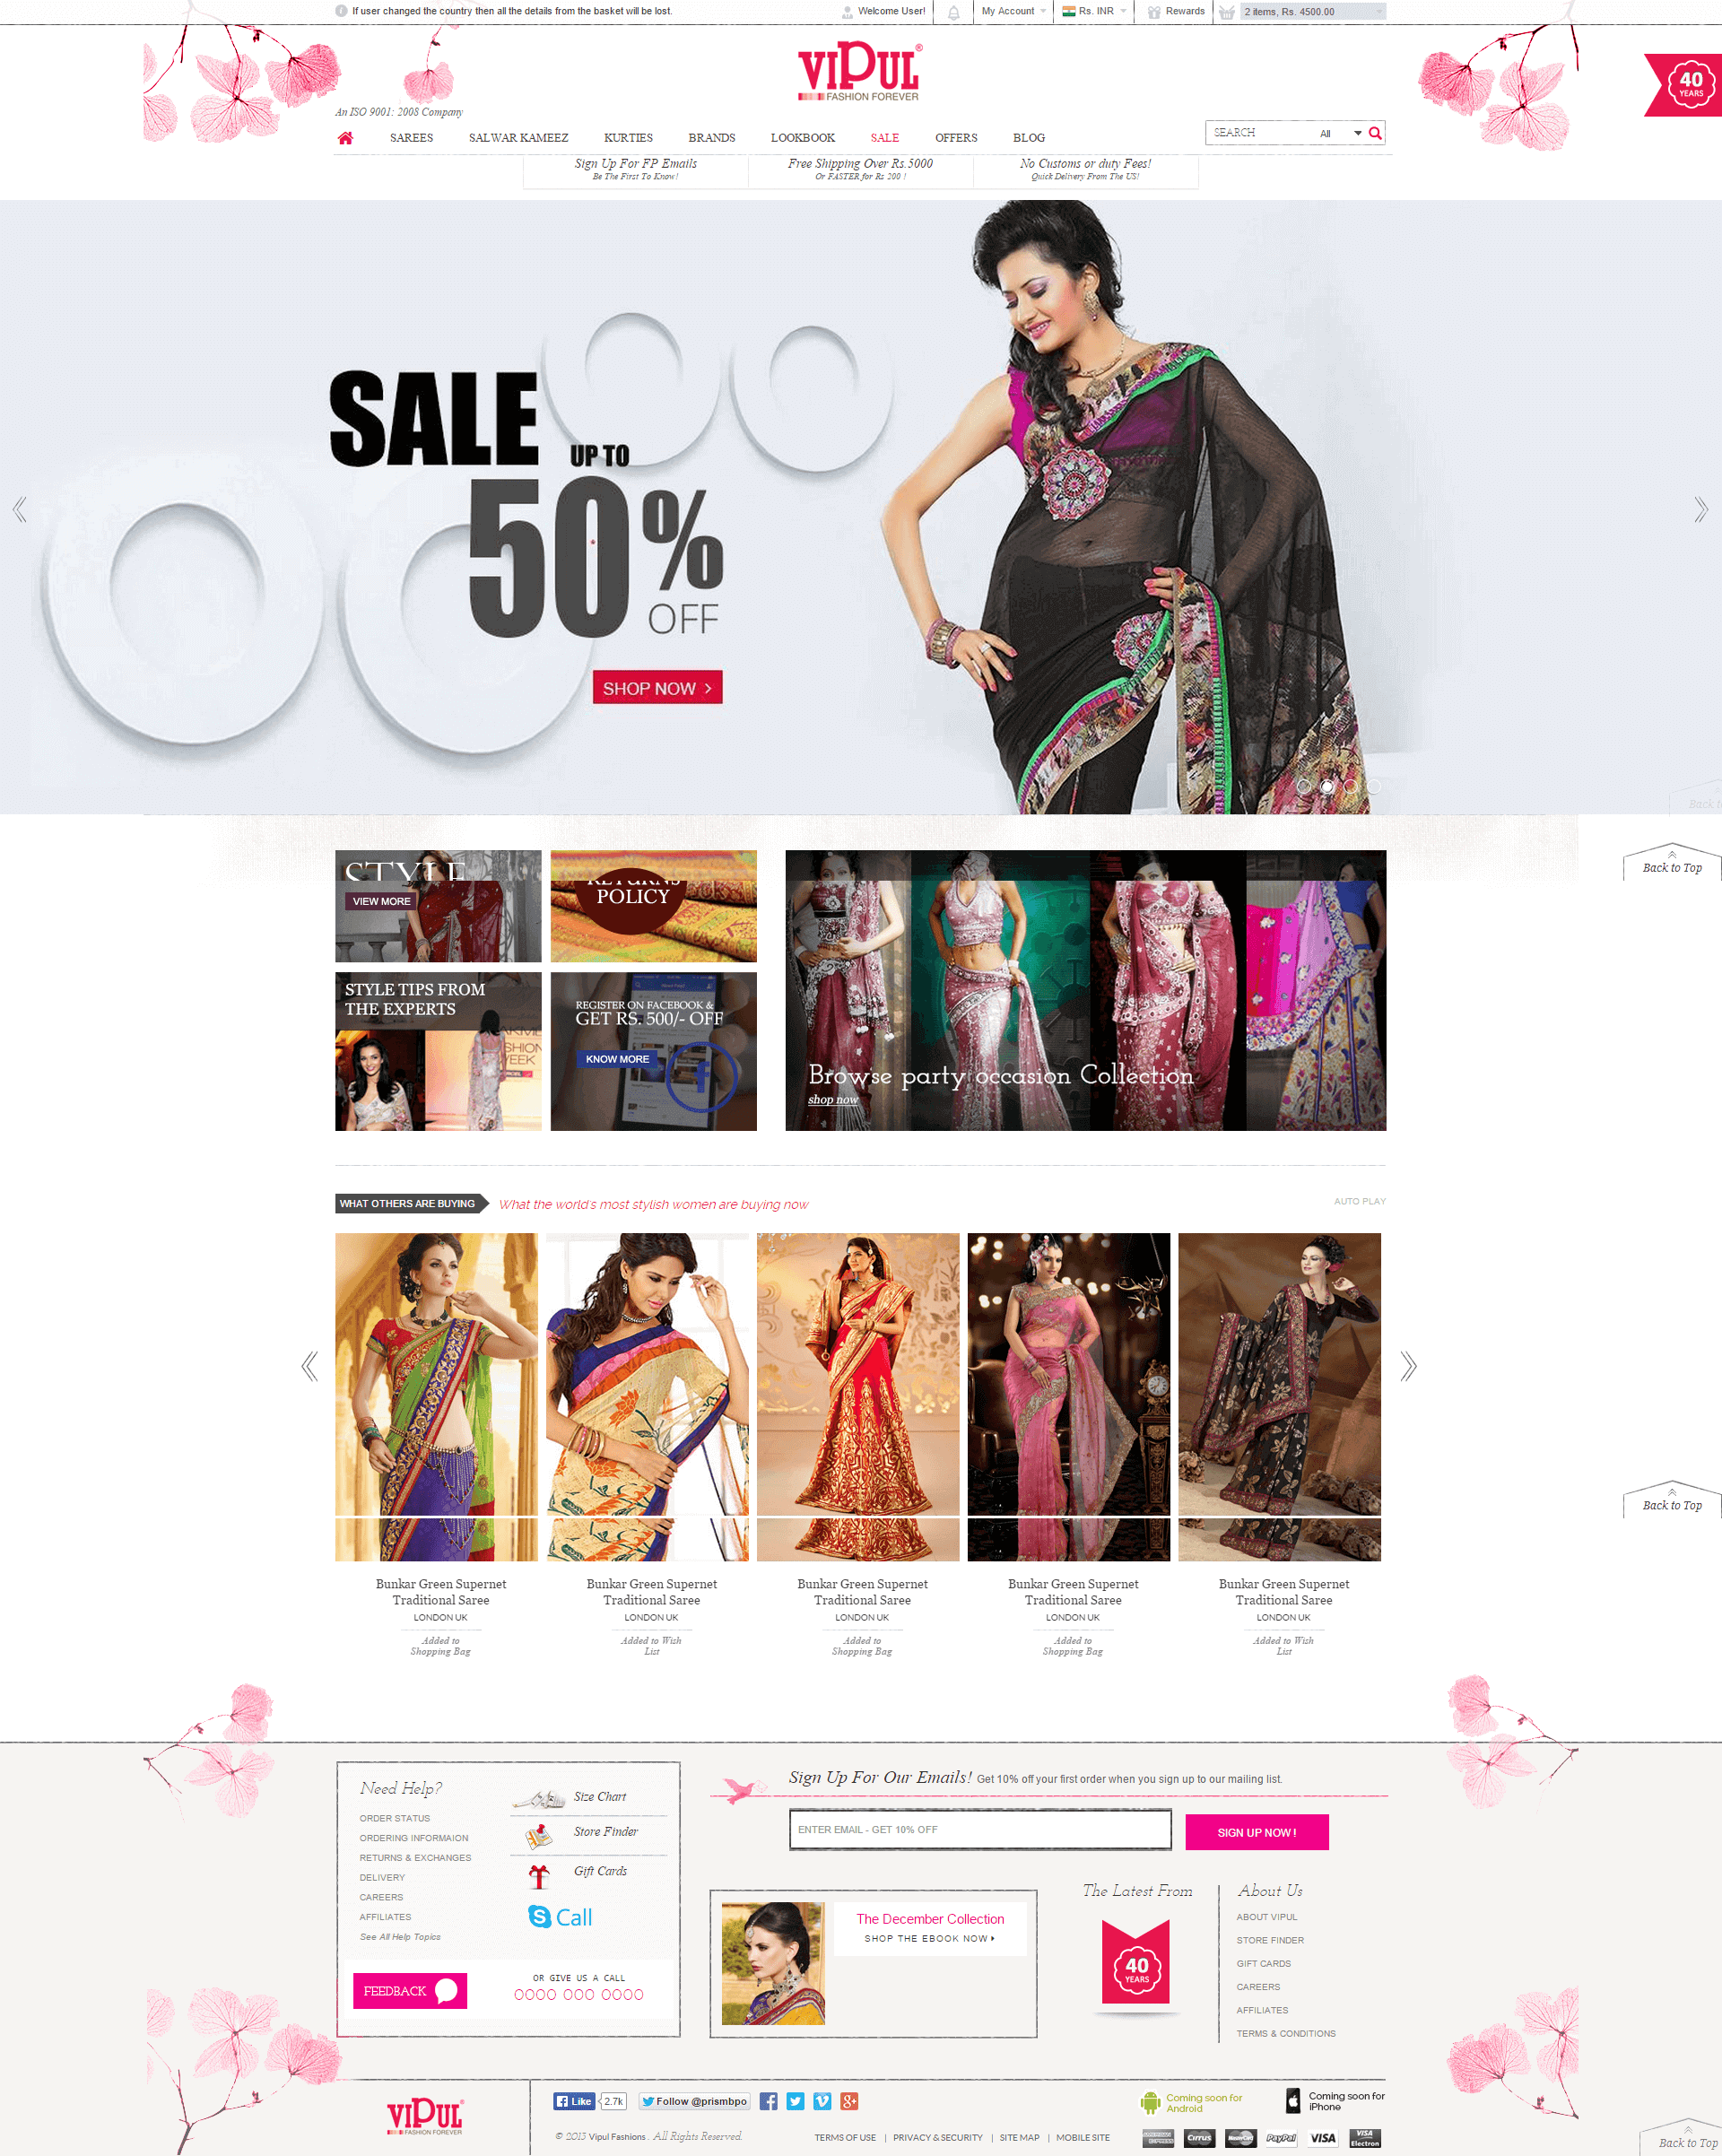 If user changed the country then all the details from the basket will be lost.
Welcome User!
My Account
Rs. INR
Rewards
2 items, Rs. 4500.00
VIPUL®
FASHION FOREVER
40
YEARS
An ISO 9001: 2008 Company
SAREES
SALWAR KAMEEZ
KURTIES
BRANDS
LOOKBOOK
SALE
OFFERS
BLOG
SEARCH
All
Sign Up For FP Emails
Be The First To Know!
Free Shipping Over Rs.5000
Or FASTER for Rs 200 !
No Customs or duty Fees!
Quick Delivery From The US!
SALE
UP TO
50%
OFF
SHOP NOW >
Back to
Back to Top
STYLE
VIEW MORE
RETURNS
POLICY
STYLE TIPS FROM
THE EXPERTS
REGISTER ON FACEBOOK &
GET RS. 500/- OFF
KNOW MORE
f
Browse party occasion Collection
shop now
WHAT OTHERS ARE BUYING
What the world's most stylish women are buying now
AUTO PLAY
Back to Top
Bunkar Green Supernet
Traditional Saree
LONDON UK
Added to
Shopping Bag
Bunkar Green Supernet
Traditional Saree
LONDON UK
Added to Wish
List
Bunkar Green Supernet
Traditional Saree
LONDON UK
Added to
Shopping Bag
Bunkar Green Supernet
Traditional Saree
LONDON UK
Added to
Shopping Bag
Bunkar Green Supernet
Traditional Saree
LONDON UK
Added to Wish
List
Need Help?
ORDER STATUS
ORDERING INFORMAION
RETURNS & EXCHANGES
DELIVERY
CAREERS
AFFILIATES
See All Help Topics
Size Chart
Store Finder
Gift Cards
S Call
FEEDBACK
OR GIVE US A CALL
0000 000 0000
Sign Up For Our Emails! Get 10% off your first order when you sign up to our mailing list.
ENTER EMAIL - GET 10% OFF
SIGN UP NOW !
The December Collection
SHOP THE EBOOK NOW
The Latest From
40
YEARS
About Us
ABOUT VIPUL
STORE FINDER
GIFT CARDS
CAREERS
AFFILIATES
TERMS & CONDITIONS
VIPUL®
FASHION FOREVER
Like
2.7k
Follow @prismbpo
© 2013 Vipul Fashions . All Rights Reserved.
TERMS OF USE | PRIVACY & SECURITY | SITE MAP | MOBILE SITE
Coming soon for
Android
Coming soon for
iPhone
AMERICAN
EXPRESS
Cirrus
MasterCard
PayPal
VISA
VISA
Electron
Back to Top